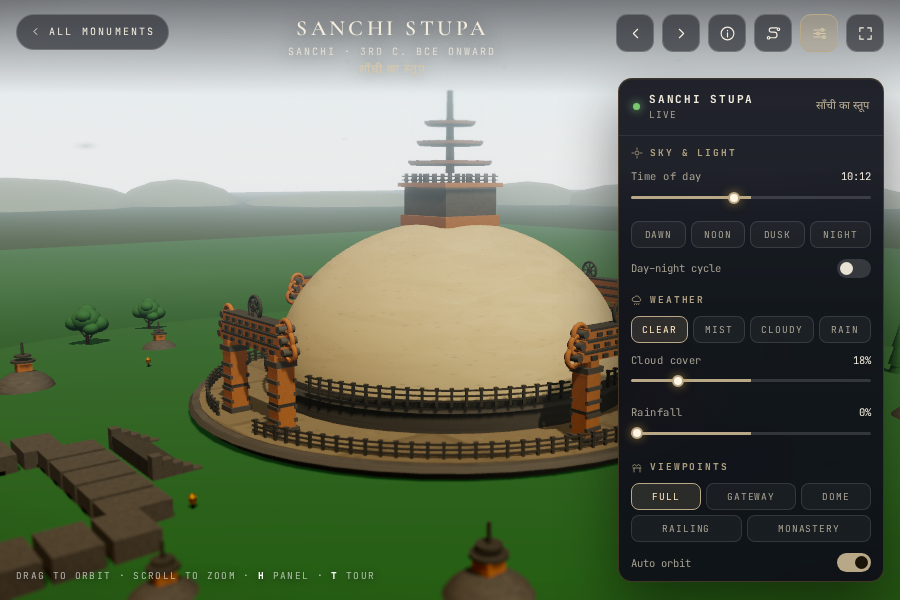 ALL MONUMENTS
SANCHI STUPA
SANCHI · 3RD C. BCE ONWARD
साँची का स्तूप
SANCHI STUPA
साँची का स्तूप
LIVE
SKY & LIGHT
Time of day 10:12
DAWN NOON DUSK NIGHT
Day–night cycle
WEATHER
CLEAR MIST CLOUDY RAIN
Cloud cover 18%
Rainfall 0%
VIEWPOINTS
FULL GATEWAY DOME
RAILING MONASTERY
Auto orbit
DRAG TO ORBIT · SCROLL TO ZOOM · H PANEL · T TOUR